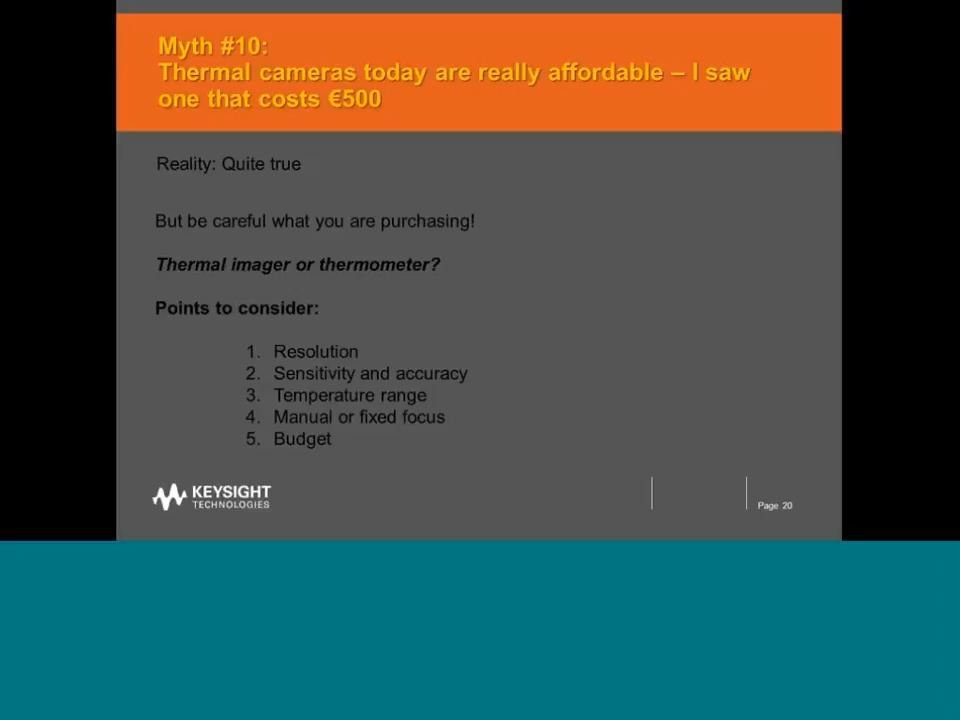 Myth #10:
Thermal cameras today are really affordable – I saw
one that costs €500
Reality: Quite true
But be careful what you are purchasing!
Thermal imager or thermometer?
Points to consider:
1. Resolution
2. Sensitivity and accuracy
3. Temperature range
4. Manual or fixed focus
5. Budget
KEYSIGHT
TECHNOLOGIES
Page 20